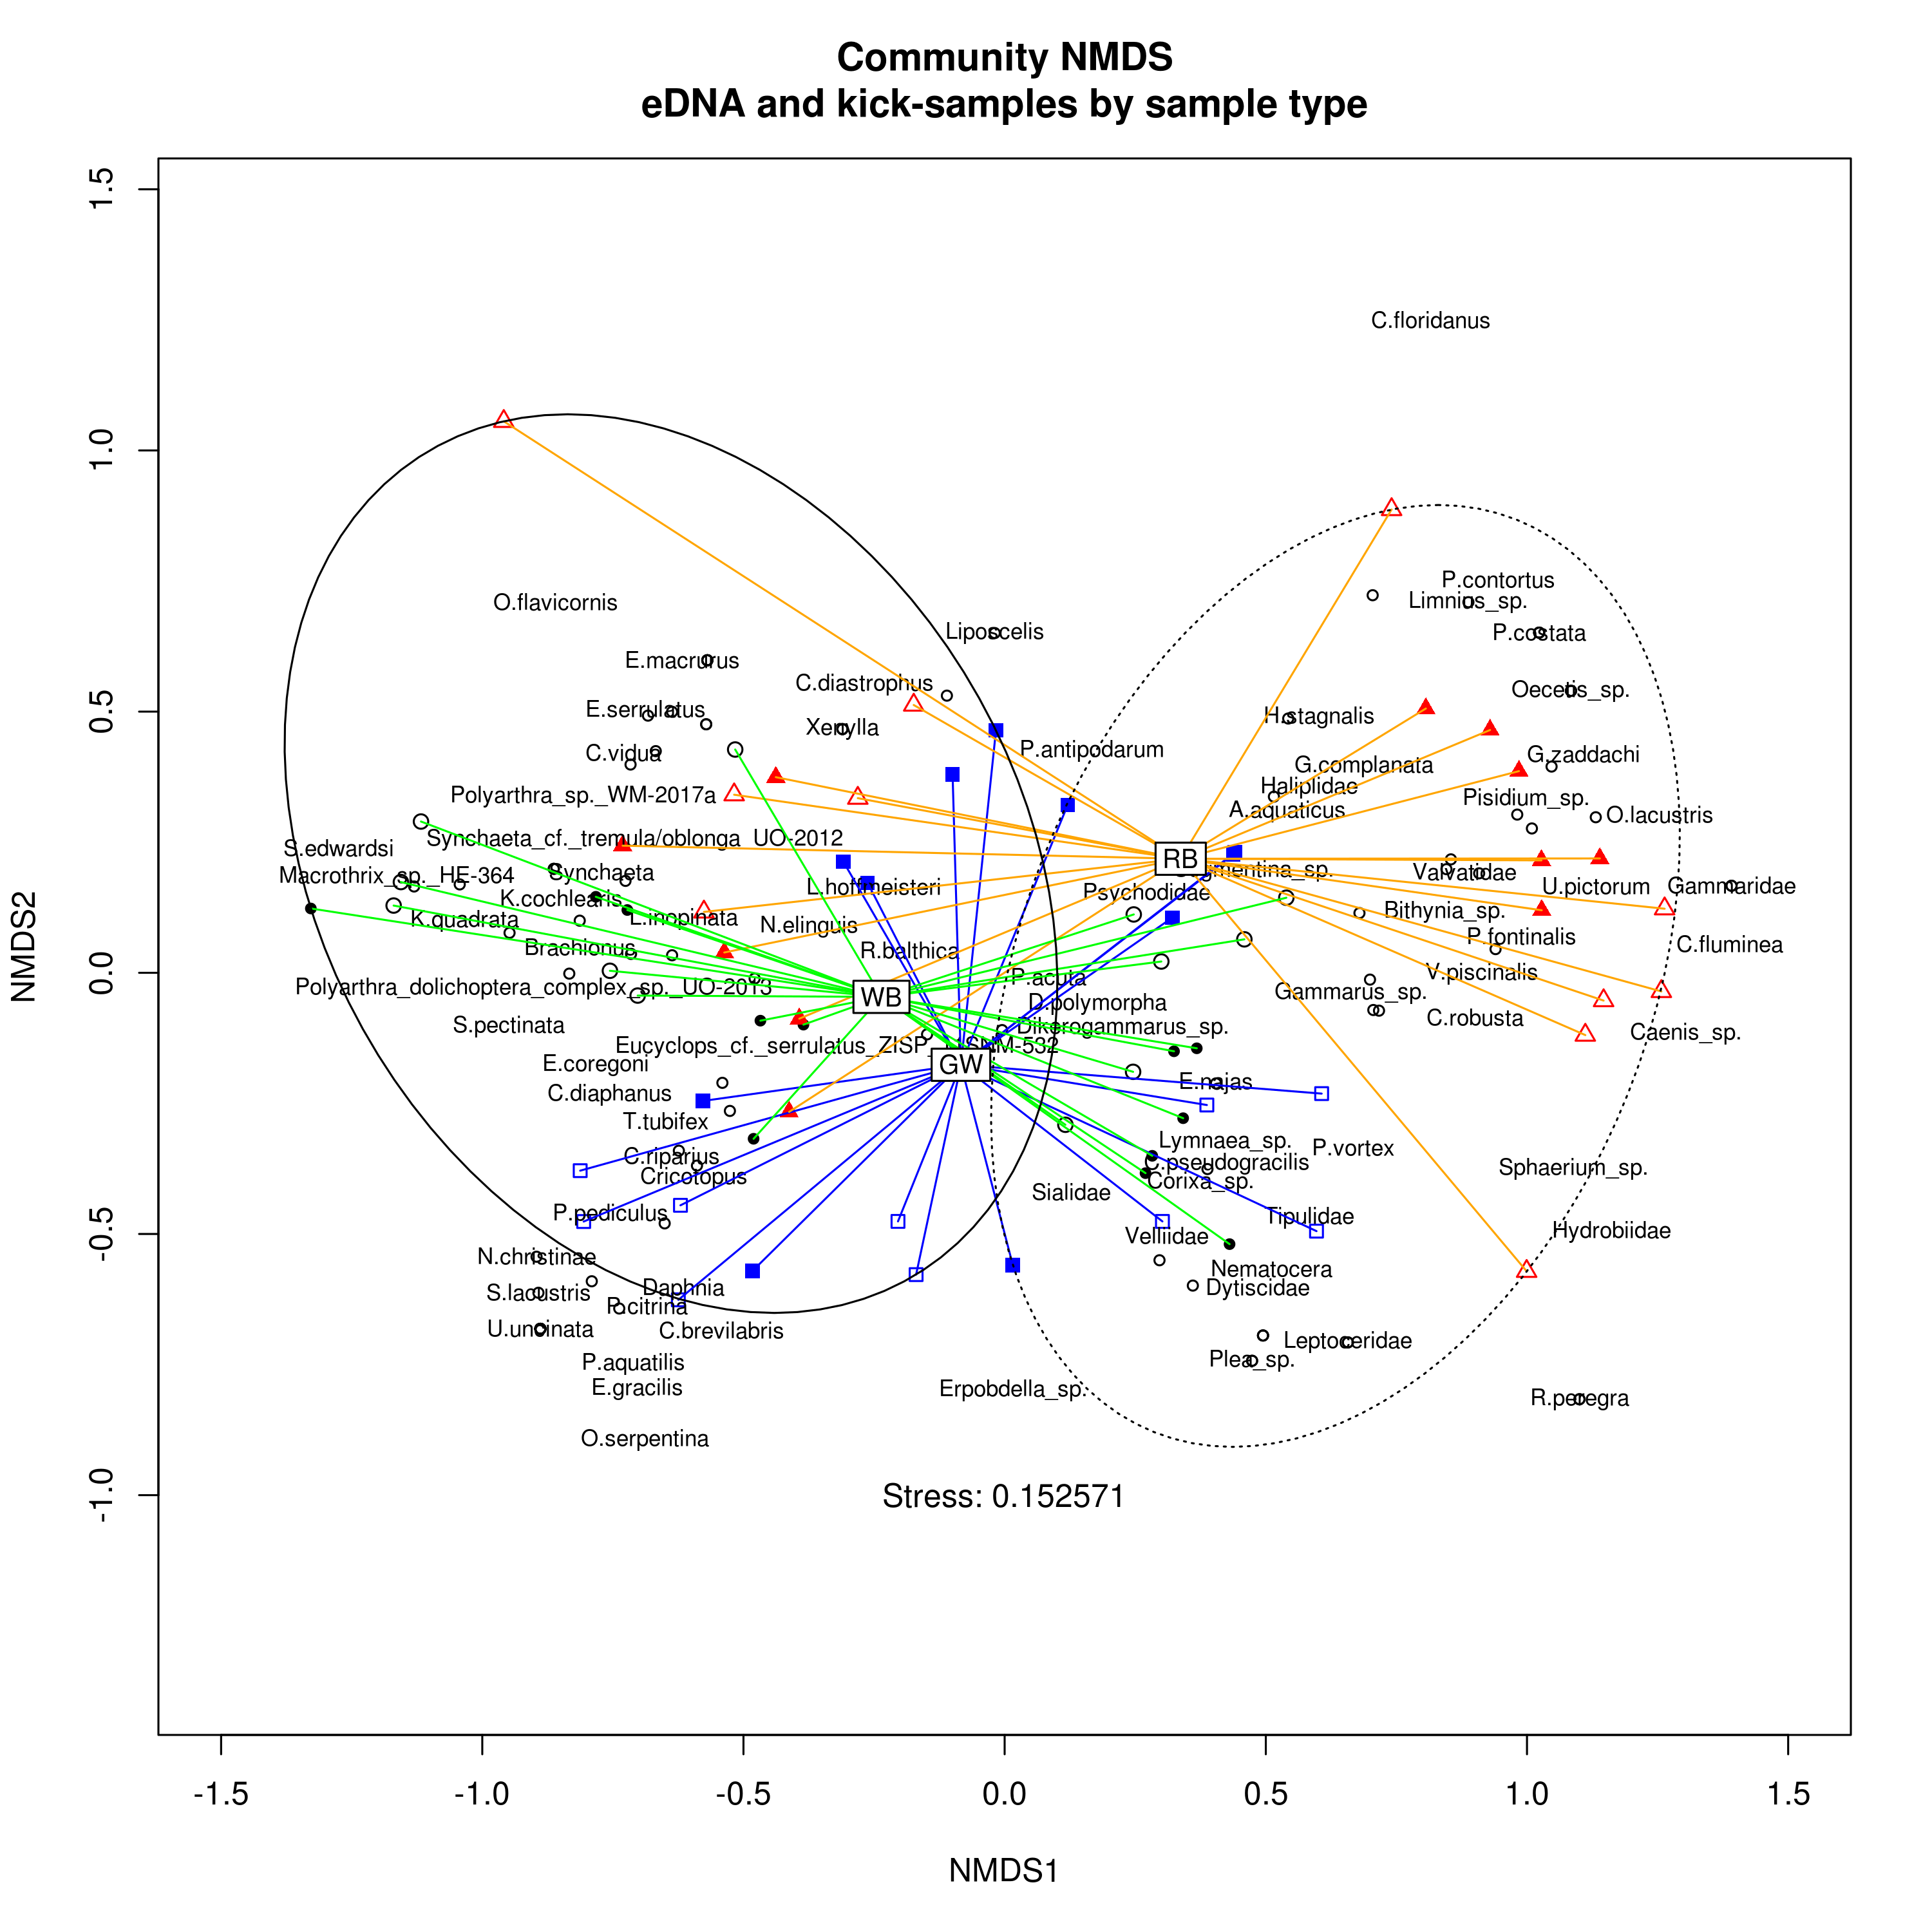 Community NMDS
eDNA and kick-samples by sample type
C.floridanus
P.contortus
O.flavicornis
Limnius_sp.
Liposcelis
P.costata
E.macrurus
C.diastrophus
Oecetis_sp.
E.serrulatus
H.stagnalis
Xenylla
P.antipodarum
C.vidua
G.zaddachi
G.complanata
Haliplidae
Polyarthra_sp._WM-2017a
Pisidium_sp.
A.aquaticus
O.lacustris
Synchaeta_cf._tremula/oblonga_UO-2012
S.edwardsi
RB
Macrothrix_sp._HE-364
Synchaeta
Valvatidae
L.hoffmeisteri
Psychodidae
U.pictorum
Gammaridae
K.cochlearis
K.quadrata
L.inopinata
N.elinguis
Bithynia_sp.
P.fontinalis
Brachionus
R.balthica
C.fluminea
V.piscinalis
P.acuta
Polyarthra_dolichoptera_complex_sp._UO-2013
WB
Gammarus_sp.
D.polymorpha
C.robusta
S.pectinata
Dikerogammarus_sp.
Caenis_sp.
Eucyclops_cf._serrulatus_ZISP_SNM-532
E.coregoni
GW
E.najas
C.diaphanus
T.tubifex
Lymnaea_sp.
P.vortex
C.riparius
C.pseudogracilis
Sphaerium_sp.
Cricotopus
Corixa_sp.
Sialidae
P.pediculus
Tipulidae
Velliidae
Hydrobiidae
N.christinae
Nematocera
Daphnia
Dytiscidae
S.lacustris
P.citrina
U.uncinata
C.brevilabris
Leptoceridae
P.aquatilis
Plea_sp.
E.gracilis
Erpobdella_sp.
R.peregra
O.serpentina
Stress: 0.152571
1.5
1.0
0.5
0.0
-0.5
-1.0
NMDS2
-1.5 -1.0 -0.5 0.0 0.5 1.0 1.5
NMDS1